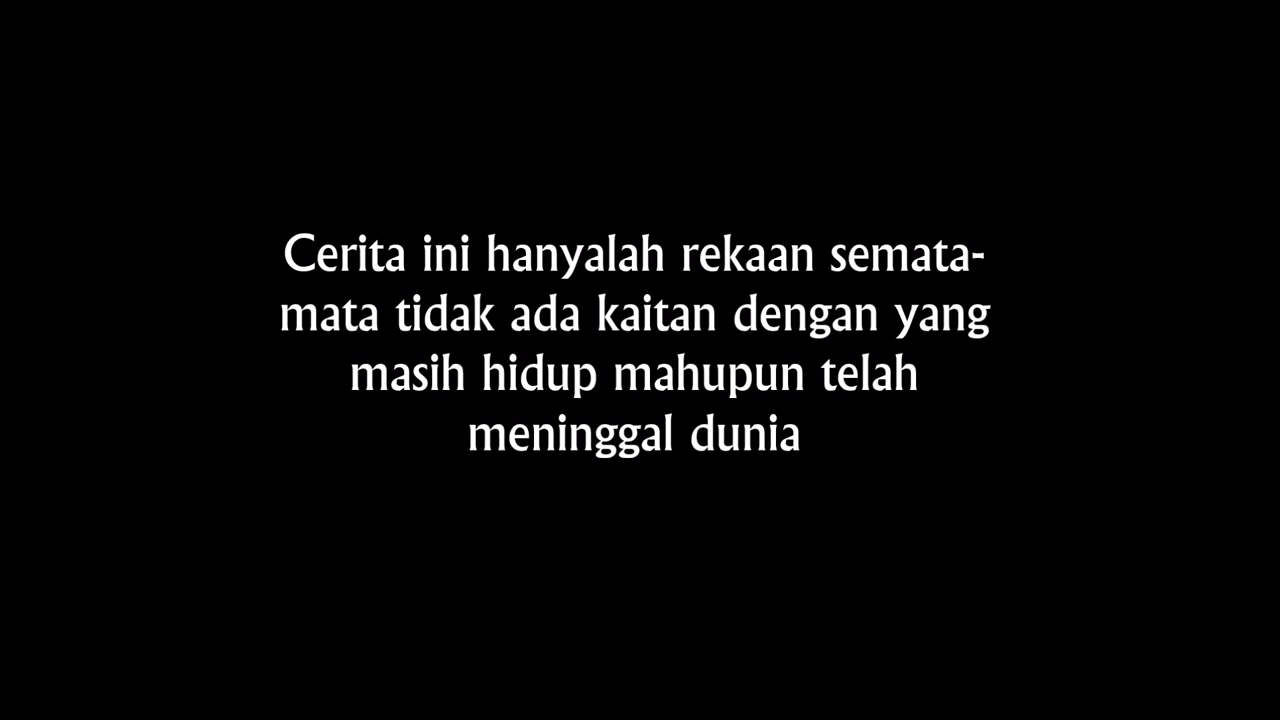 Cerita ini hanyalah rekaan semata-
mata tidak ada kaitan dengan yang
masih hidup mahupun telah
meninggal dunia